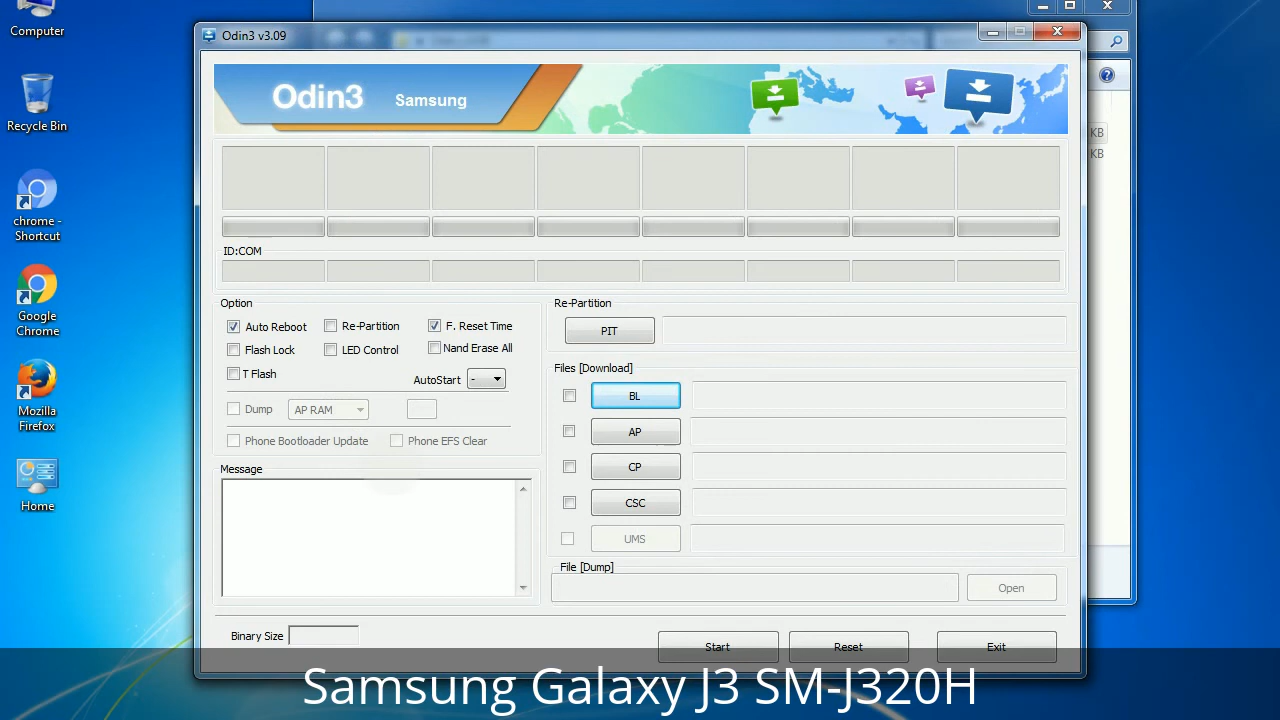 Computer
Recycle Bin
chrome -
Shortcut
Google
Chrome
Mozilla
Firefox
Home
Odin3 v3.09
Odin3 Samsung
KB
KB
ID:COM
Option
Auto Reboot Re-Partition F. Reset Time
Flash Lock LED Control Nand Erase All
T Flash AutoStart -
Dump AP RAM
Phone Bootloader Update Phone EFS Clear
Message
Binary Size
Re-Partition
PIT
Files [Download]
BL
AP
CP
CSC
UMS
File [Dump]
Open
Start Reset Exit
Samsung Galaxy J3 SM-J320H